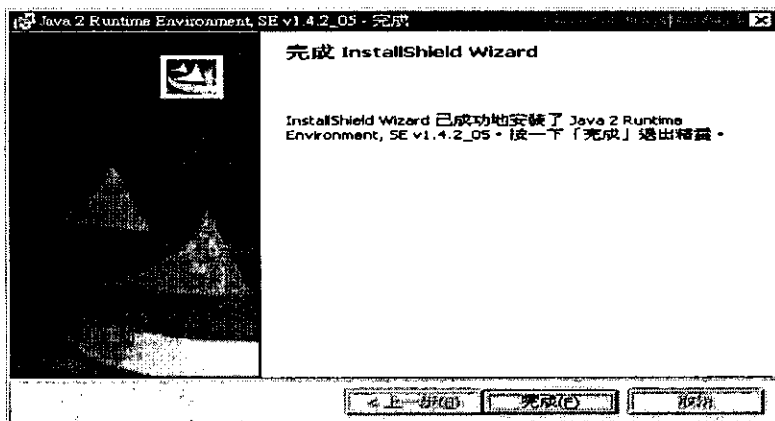 Java 2 Runtime Environment, SE v1.4.2_05 - 完成
完成 InstallShield Wizard
InstallShield Wizard 已成功地安裝了 Java 2 Runtime
Environment, SE v1.4.2_05。按一下「完成」退出精靈。
< 上一步(B)
完成(F)
取消